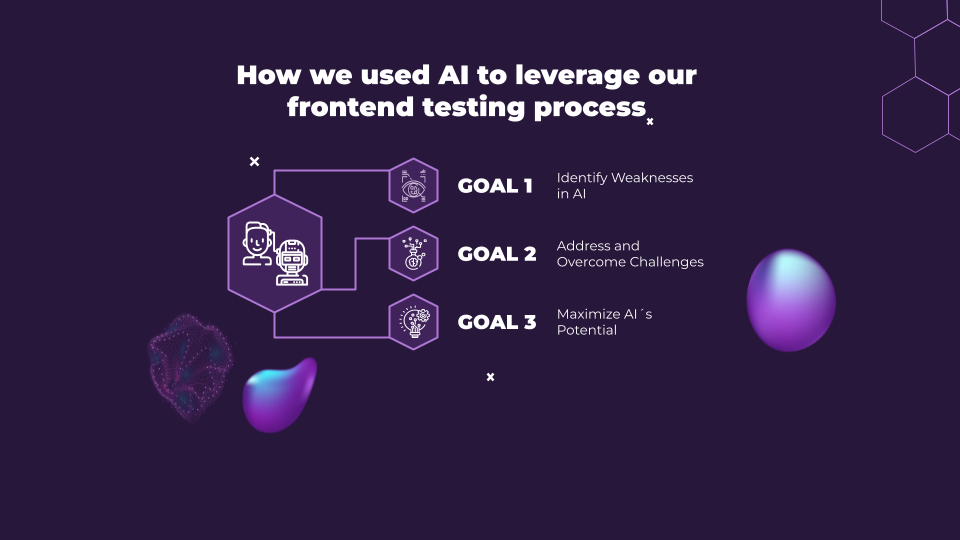 How we used AI to leverage our
frontend testing process
GOAL 1
Identify Weaknesses
in AI
GOAL 2
Address and
Overcome Challenges
GOAL 3
Maximize AI´s
Potential